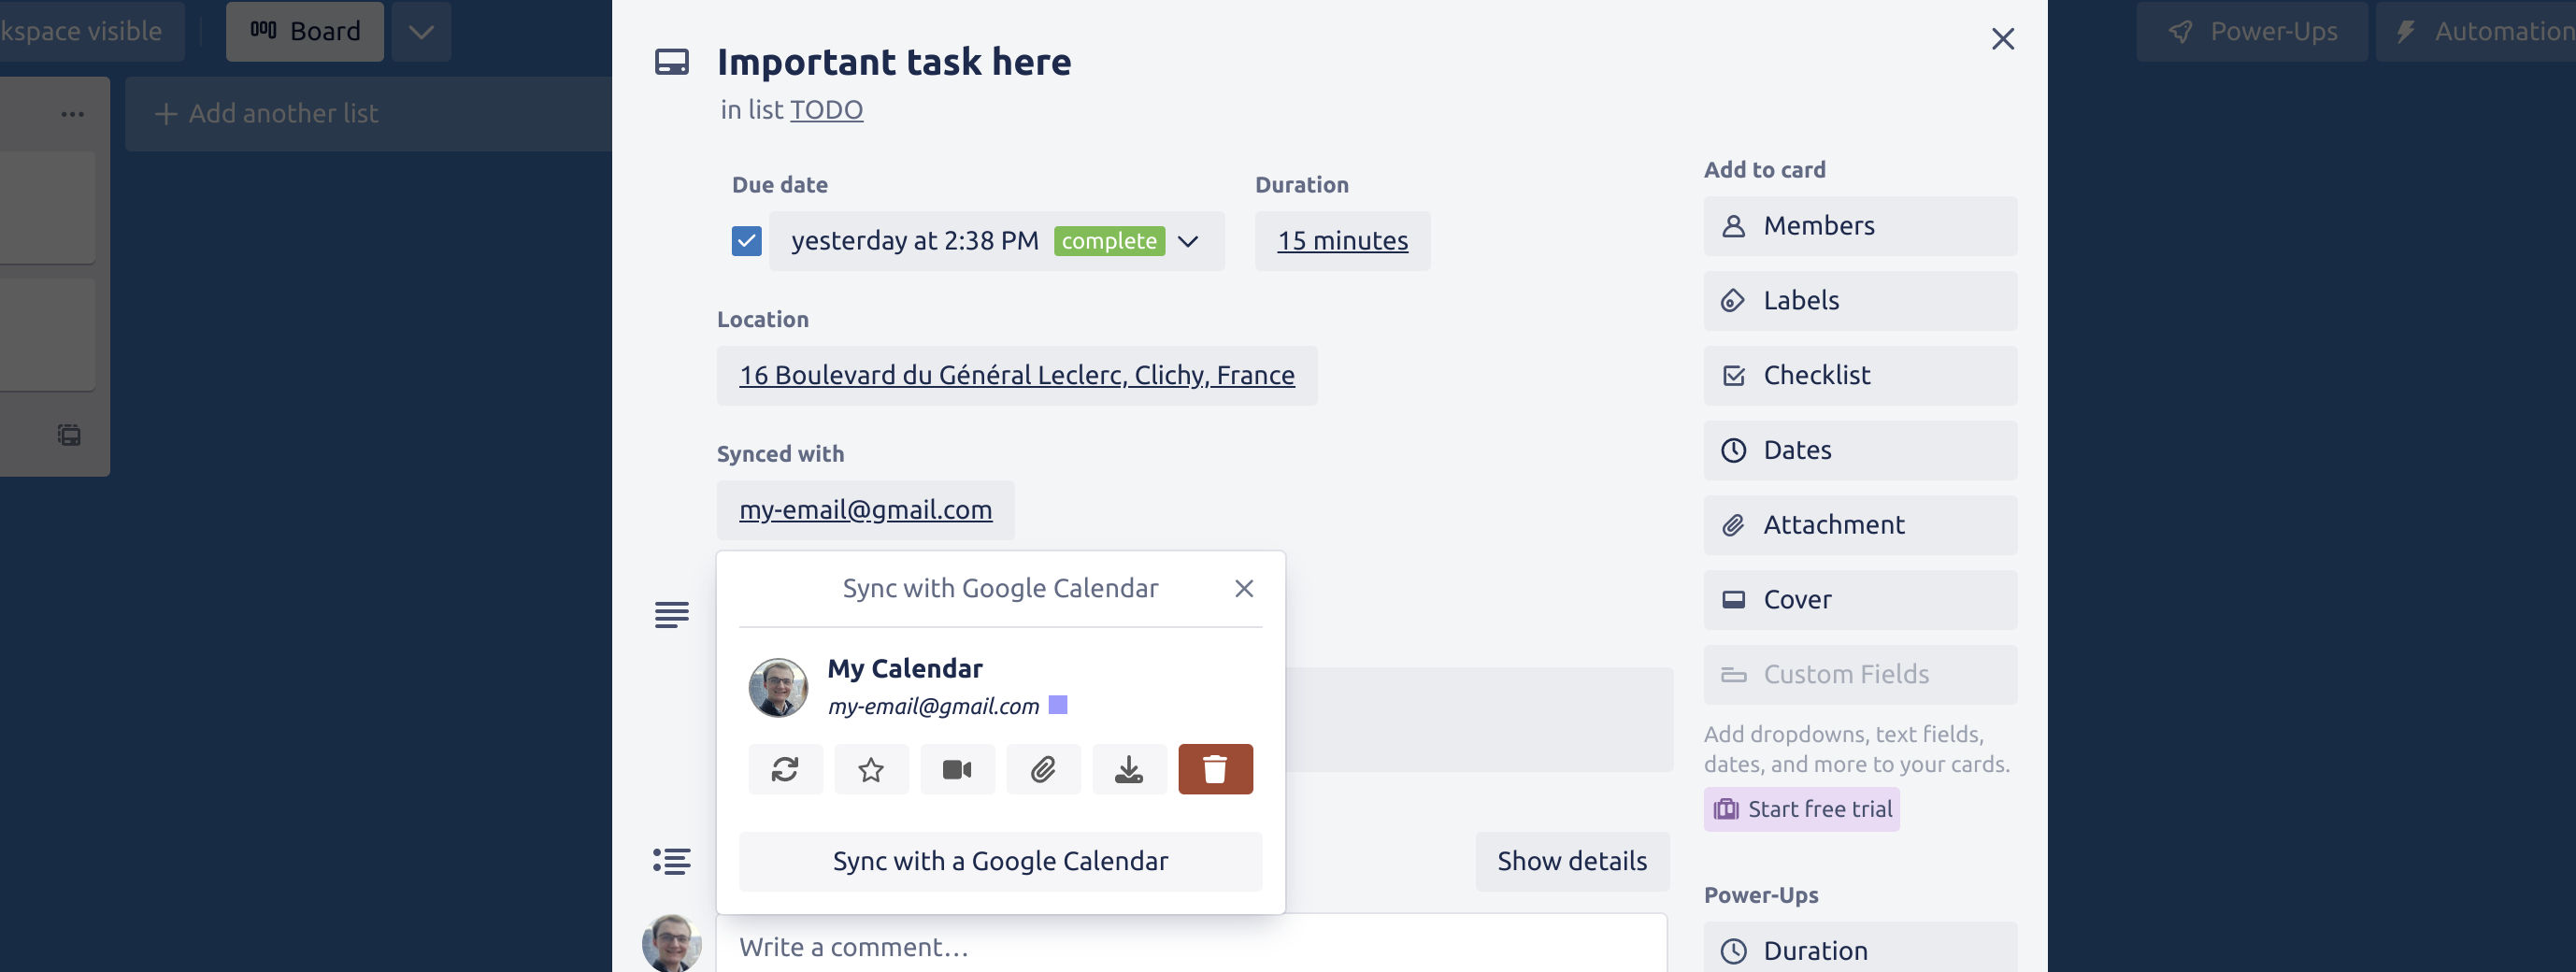 kspace visible
Board
Power-Ups
Automation
Add another list
Important task here
in list TODO
Due date
Duration
yesterday at 2:38 PM complete
15 minutes
Location
16 Boulevard du Général Leclerc, Clichy, France
Synced with
my-email@gmail.com
Sync with Google Calendar
My Calendar
my-email@gmail.com
Sync with a Google Calendar
Show details
Write a comment…
Add to card
Members
Labels
Checklist
Dates
Attachment
Cover
Custom Fields
Add dropdowns, text fields,
dates, and more to your cards.
Start free trial
Power-Ups
Duration